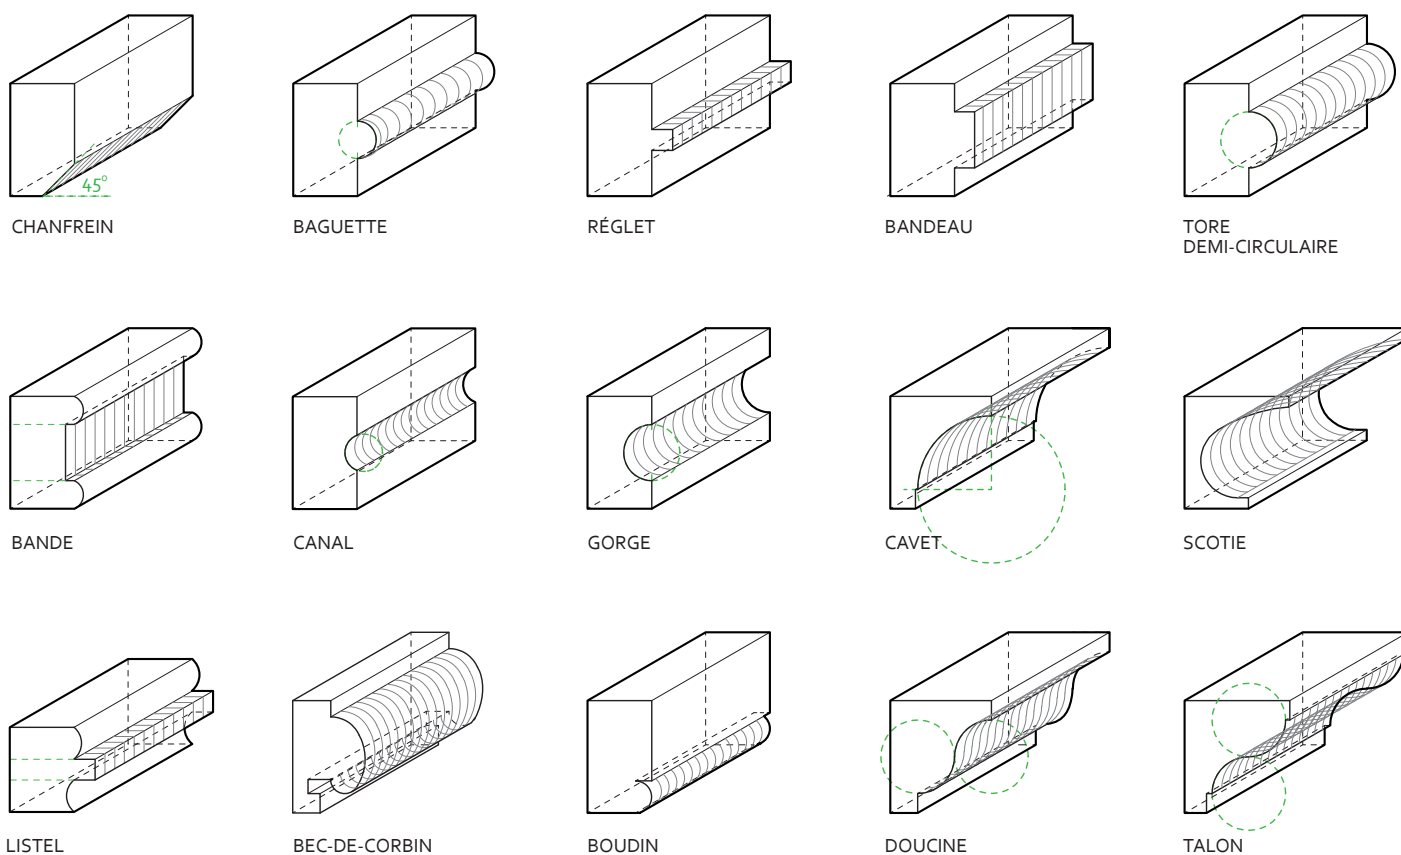 45°
CHANFREIN
BAGUETTE
RÉGLET
BANDEAU
TORE
DEMI-CIRCULAIRE
BANDE
CANAL
GORGE
CAVET
SCOTIE
LISTEL
BEC-DE-CORBIN
BOUDIN
DOUCINE
TALON